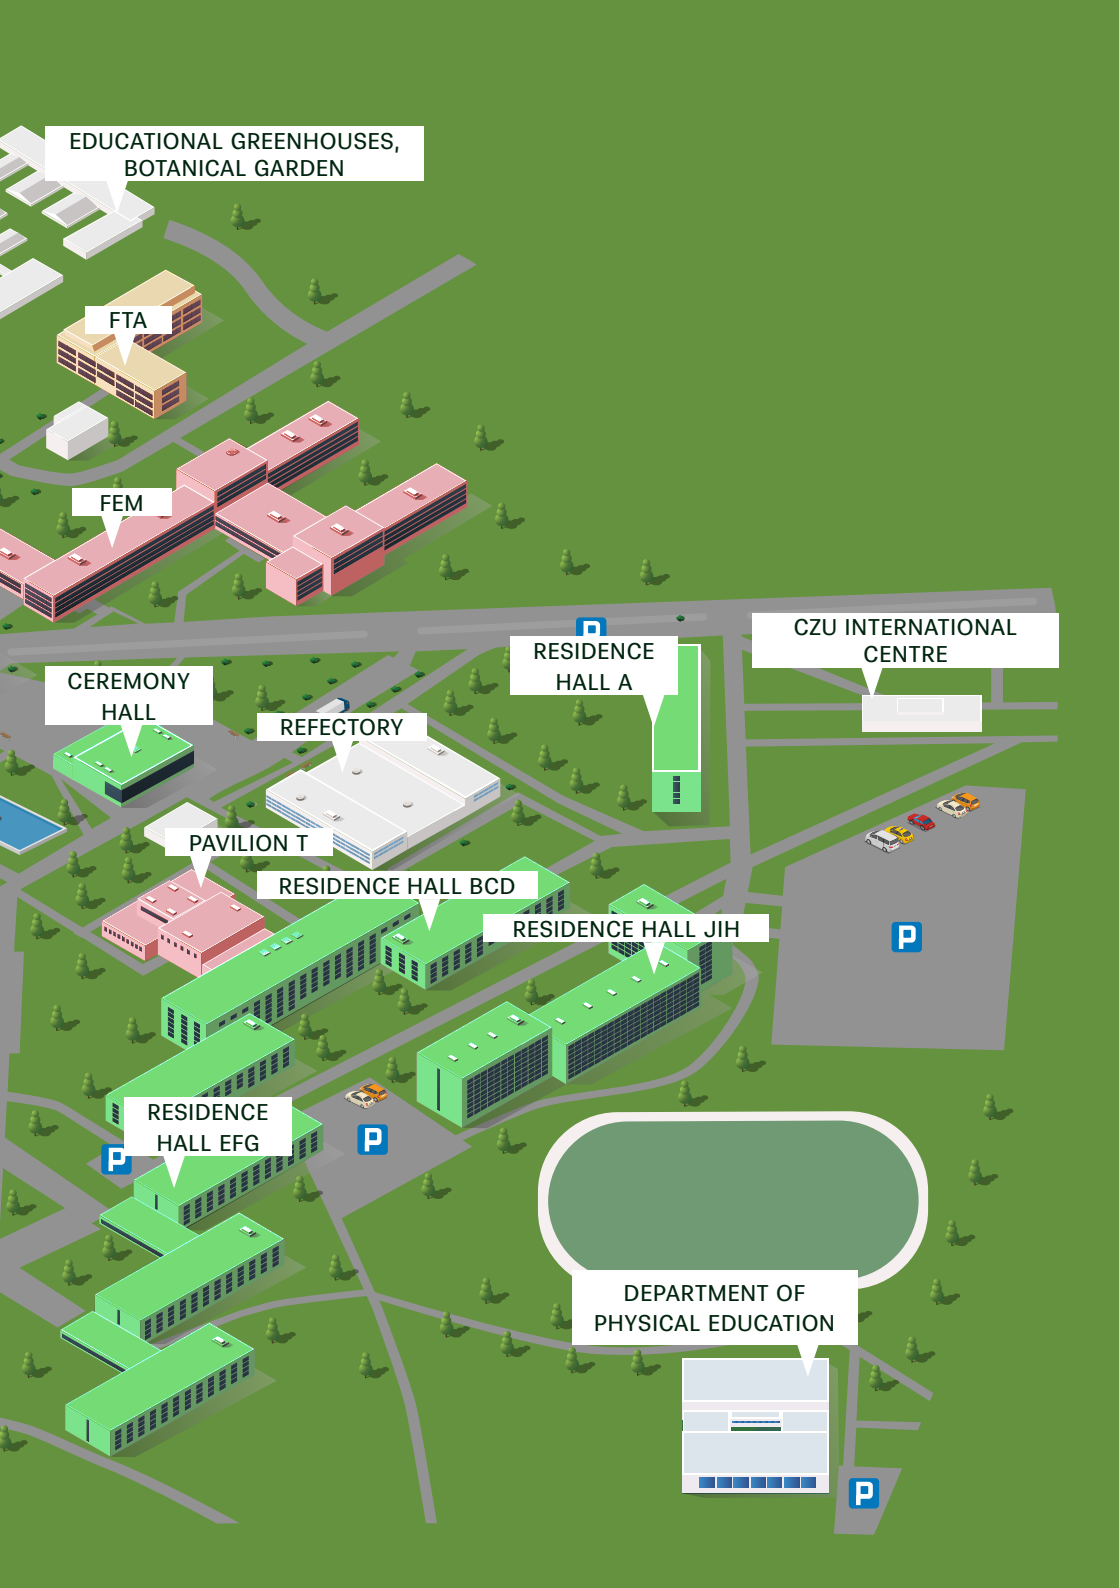 EDUCATIONAL GREENHOUSES,
BOTANICAL GARDEN
FTA
FEM
P
RESIDENCE
HALL A
CZU INTERNATIONAL
CENTRE
CEREMONY
HALL
REFECTORY
PAVILION T
RESIDENCE HALL BCD
RESIDENCE HALL JIH
P
RESIDENCE
HALL EFG
P
P
DEPARTMENT OF
PHYSICAL EDUCATION
P